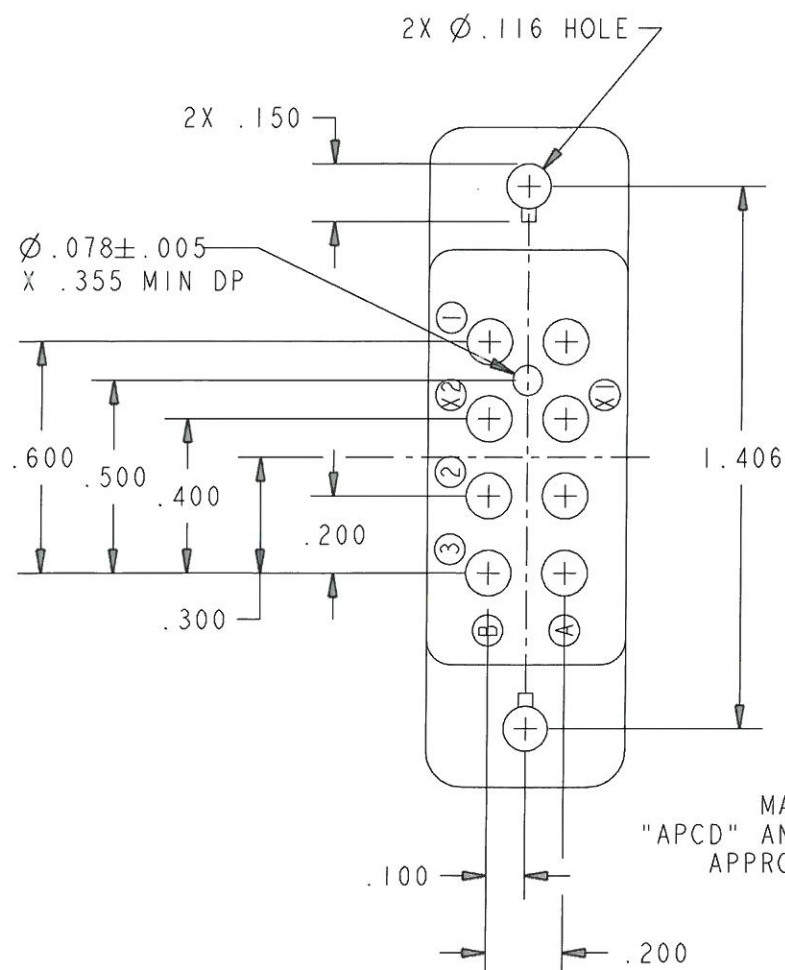 2X Ø.116 HOLE
2X .150
Ø.078±.005
X .355 MIN DP
1
X2
X1
.600
.500
.400
1.406
2
.200
3
.300
B
A
MA
"APCD" AN
APPRO
.100
.200